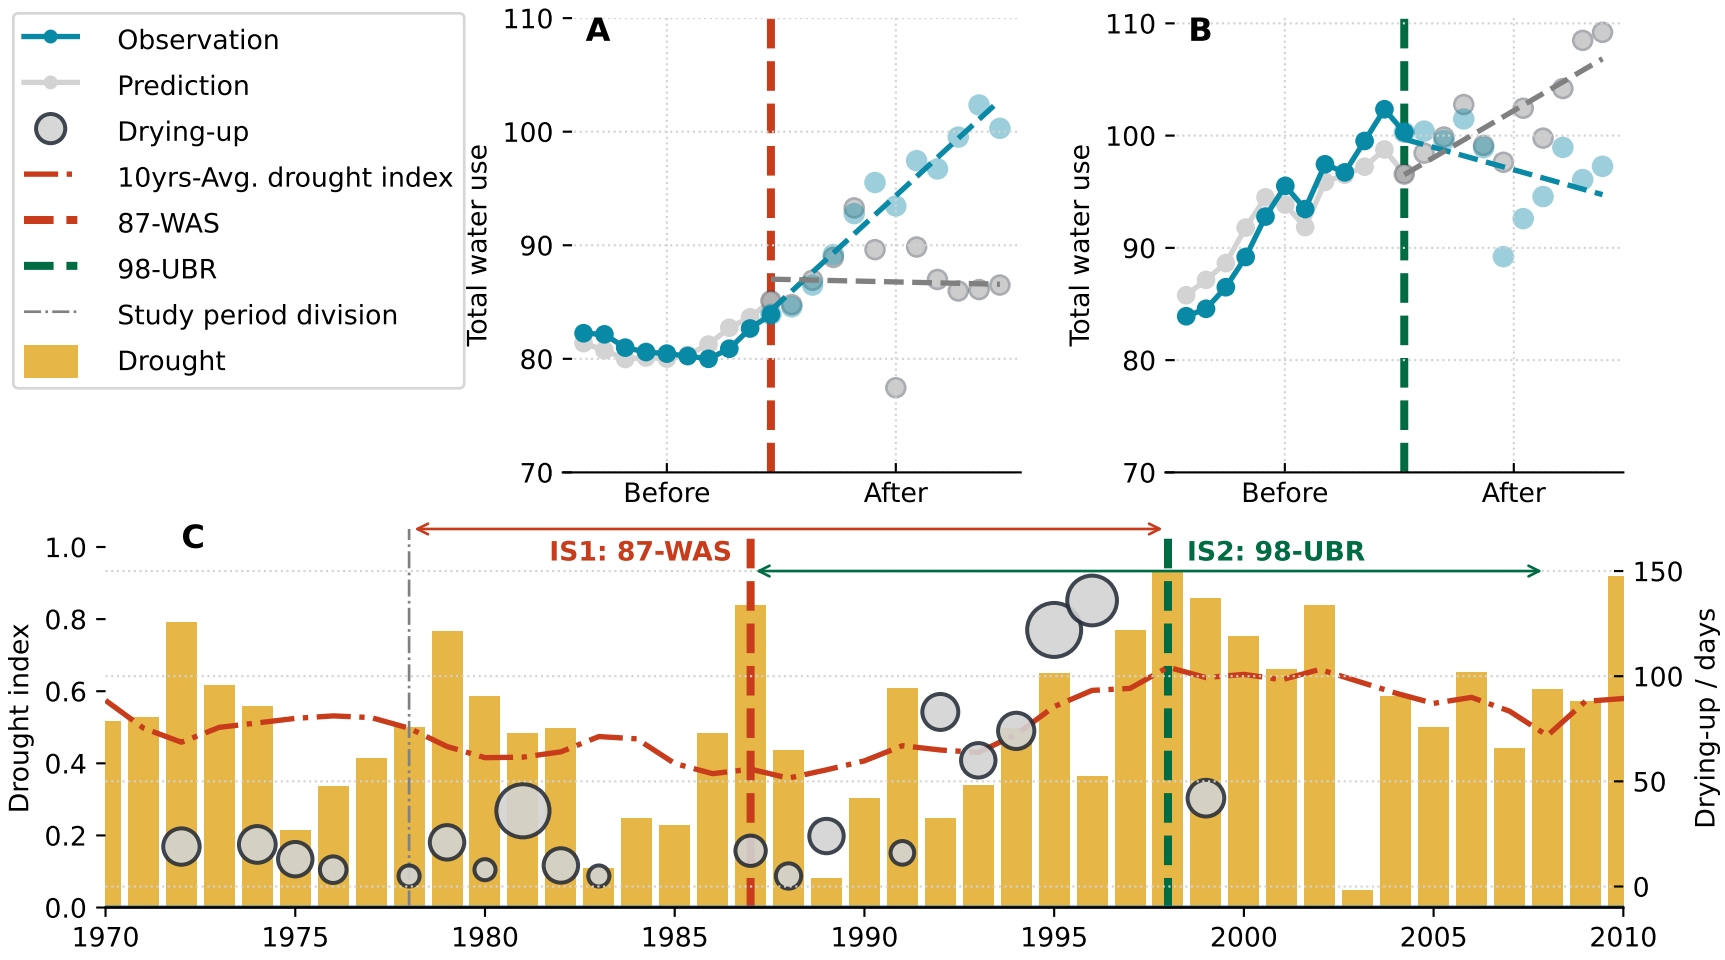 Observation
Prediction
Drying-up
10yrs-Avg. drought index
87-WAS
98-UBR
Study period division
Drought
A
110
100
90
80
70
Total water use
Before
After
B
110
100
90
80
70
Total water use
Before
After
C
IS1: 87-WAS
IS2: 98-UBR
1.0
0.8
0.6
0.4
0.2
0.0
Drought index
150
100
50
0
Drying-up / days
1970
1975
1980
1985
1990
1995
2000
2005
2010